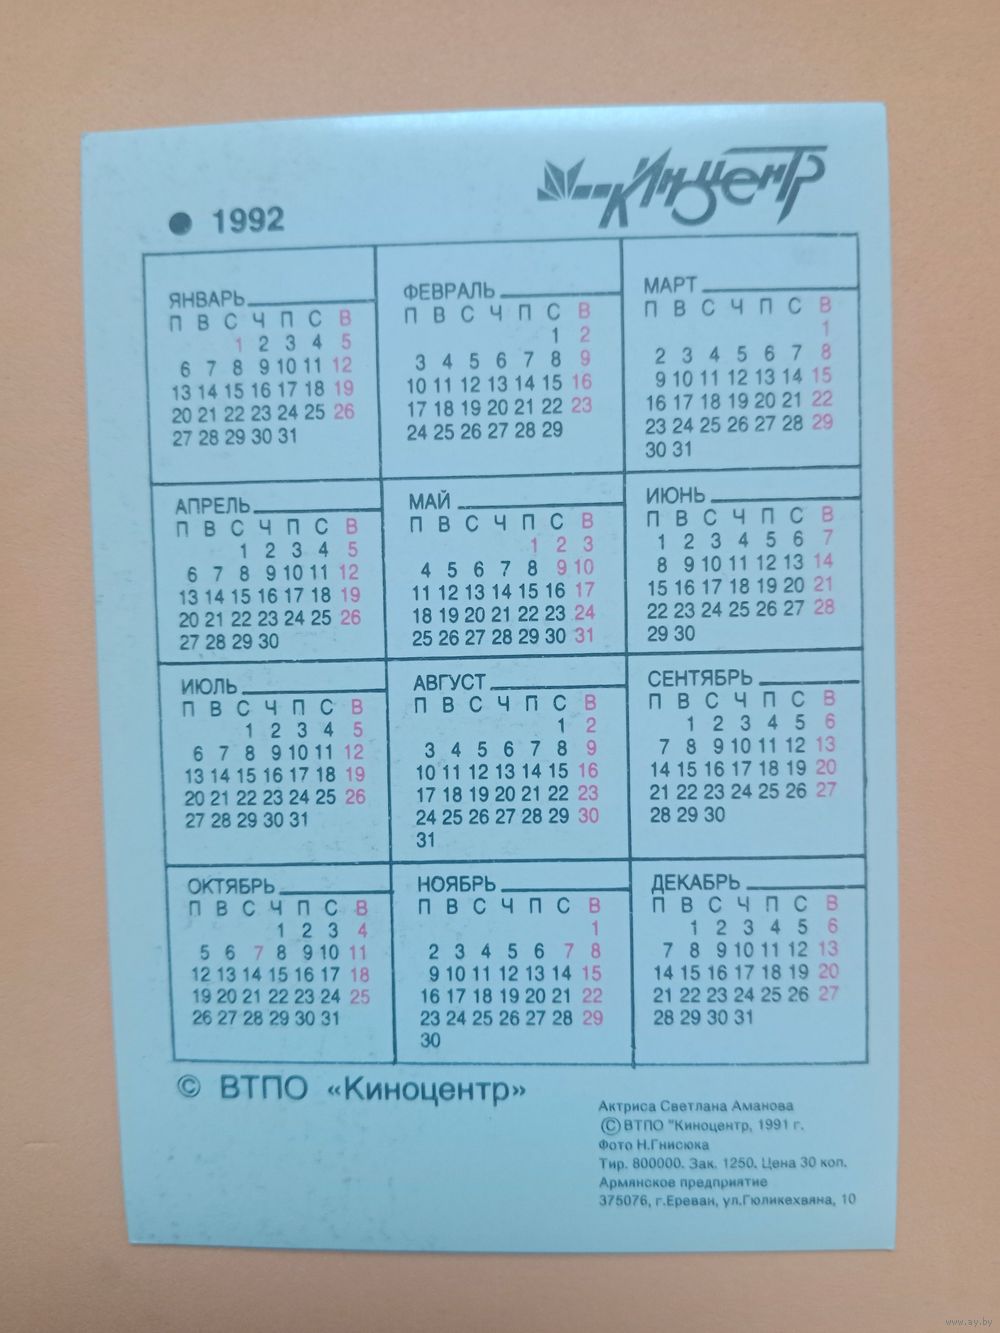 КИНОЦЕНТР
● 1992
ЯНВАРЬ
П В С Ч П С В
1 2 3 4 5
6 7 8 9 10 11 12
13 14 15 16 17 18 19
20 21 22 23 24 25 26
27 28 29 30 31
ФЕВРАЛЬ
П В С Ч П С В
1 2
3 4 5 6 7 8 9
10 11 12 13 14 15 16
17 18 19 20 21 22 23
24 25 26 27 28 29
МАРТ
П В С Ч П С В
1
2 3 4 5 6 7 8
9 10 11 12 13 14 15
16 17 18 19 20 21 22
23 24 25 26 27 28 29
30 31
АПРЕЛЬ
П В С Ч П С В
1 2 3 4 5
6 7 8 9 10 11 12
13 14 15 16 17 18 19
20 21 22 23 24 25 26
27 28 29 30
МАЙ
П В С Ч П С В
1 2 3
4 5 6 7 8 9 10
11 12 13 14 15 16 17
18 19 20 21 22 23 24
25 26 27 28 29 30 31
ИЮНЬ
П В С Ч П С В
1 2 3 4 5 6 7
8 9 10 11 12 13 14
15 16 17 18 19 20 21
22 23 24 25 26 27 28
29 30
ИЮЛЬ
П В С Ч П С В
1 2 3 4 5
6 7 8 9 10 11 12
13 14 15 16 17 18 19
20 21 22 23 24 25 26
27 28 29 30 31
АВГУСТ
П В С Ч П С В
1 2
3 4 5 6 7 8 9
10 11 12 13 14 15 16
17 18 19 20 21 22 23
24 25 26 27 28 29 30
31
СЕНТЯБРЬ
П В С Ч П С В
1 2 3 4 5 6
7 8 9 10 11 12 13
14 15 16 17 18 19 20
21 22 23 24 25 26 27
28 29 30
ОКТЯБРЬ
П В С Ч П С В
1 2 3 4
5 6 7 8 9 10 11
12 13 14 15 16 17 18
19 20 21 22 23 24 25
26 27 28 29 30 31
НОЯБРЬ
П В С Ч П С В
1
2 3 4 5 6 7 8
9 10 11 12 13 14 15
16 17 18 19 20 21 22
23 24 25 26 27 28 29
30
ДЕКАБРЬ
П В С Ч П С В
1 2 3 4 5 6
7 8 9 10 11 12 13
14 15 16 17 18 19 20
21 22 23 24 25 26 27
28 29 30 31
© ВТПО «Киноцентр»
Актриса Светлана Аманова
© ВТПО "Киноцентр, 1991 г.
Фото Н.Гнисюка
Тир. 800000. Зак. 1250. Цена 30 коп.
Армянское предприятие
375076, г.Ереван, ул.Гюликехвяна, 10
www.ay.by